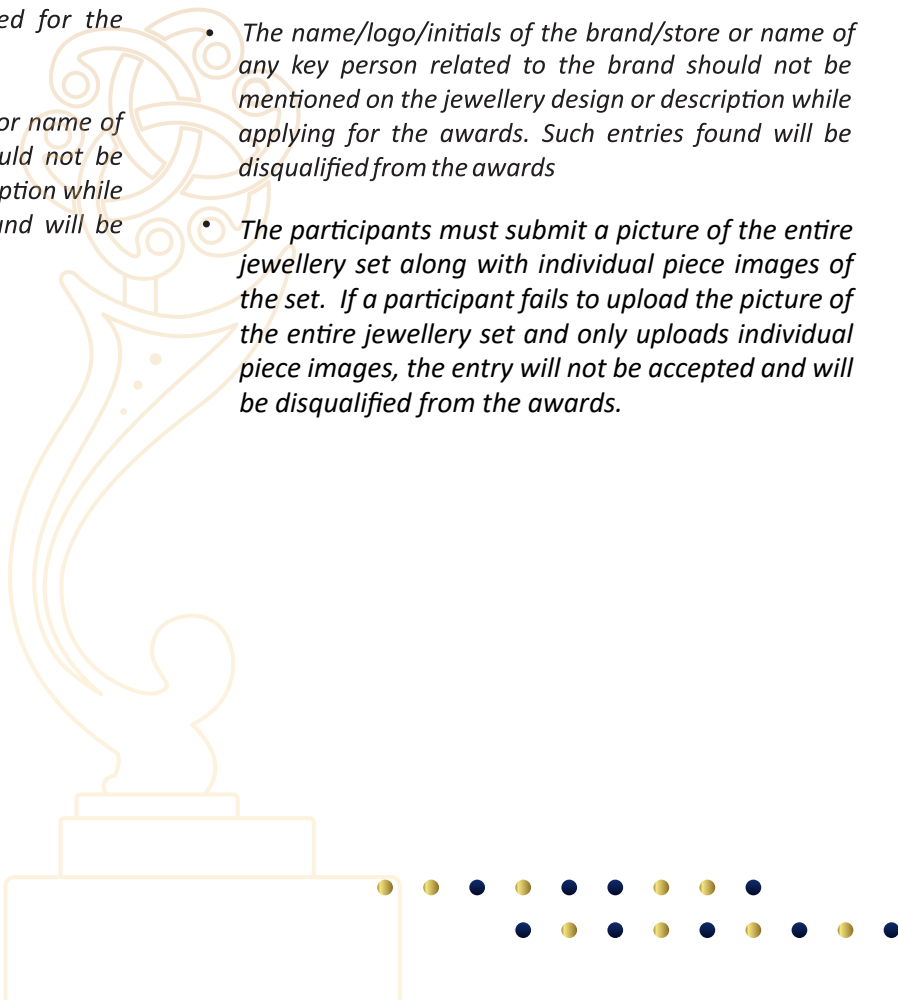 ed for the
or name of
uld not be
ption while
und will be
• The name/logo/initials of the brand/store or name of
any key person related to the brand should not be
mentioned on the jewellery design or description while
applying for the awards. Such entries found will be
disqualified from the awards
• The participants must submit a picture of the entire
jewellery set along with individual piece images of
the set. If a participant fails to upload the picture of
the entire jewellery set and only uploads individual
piece images, the entry will not be accepted and will
be disqualified from the awards.